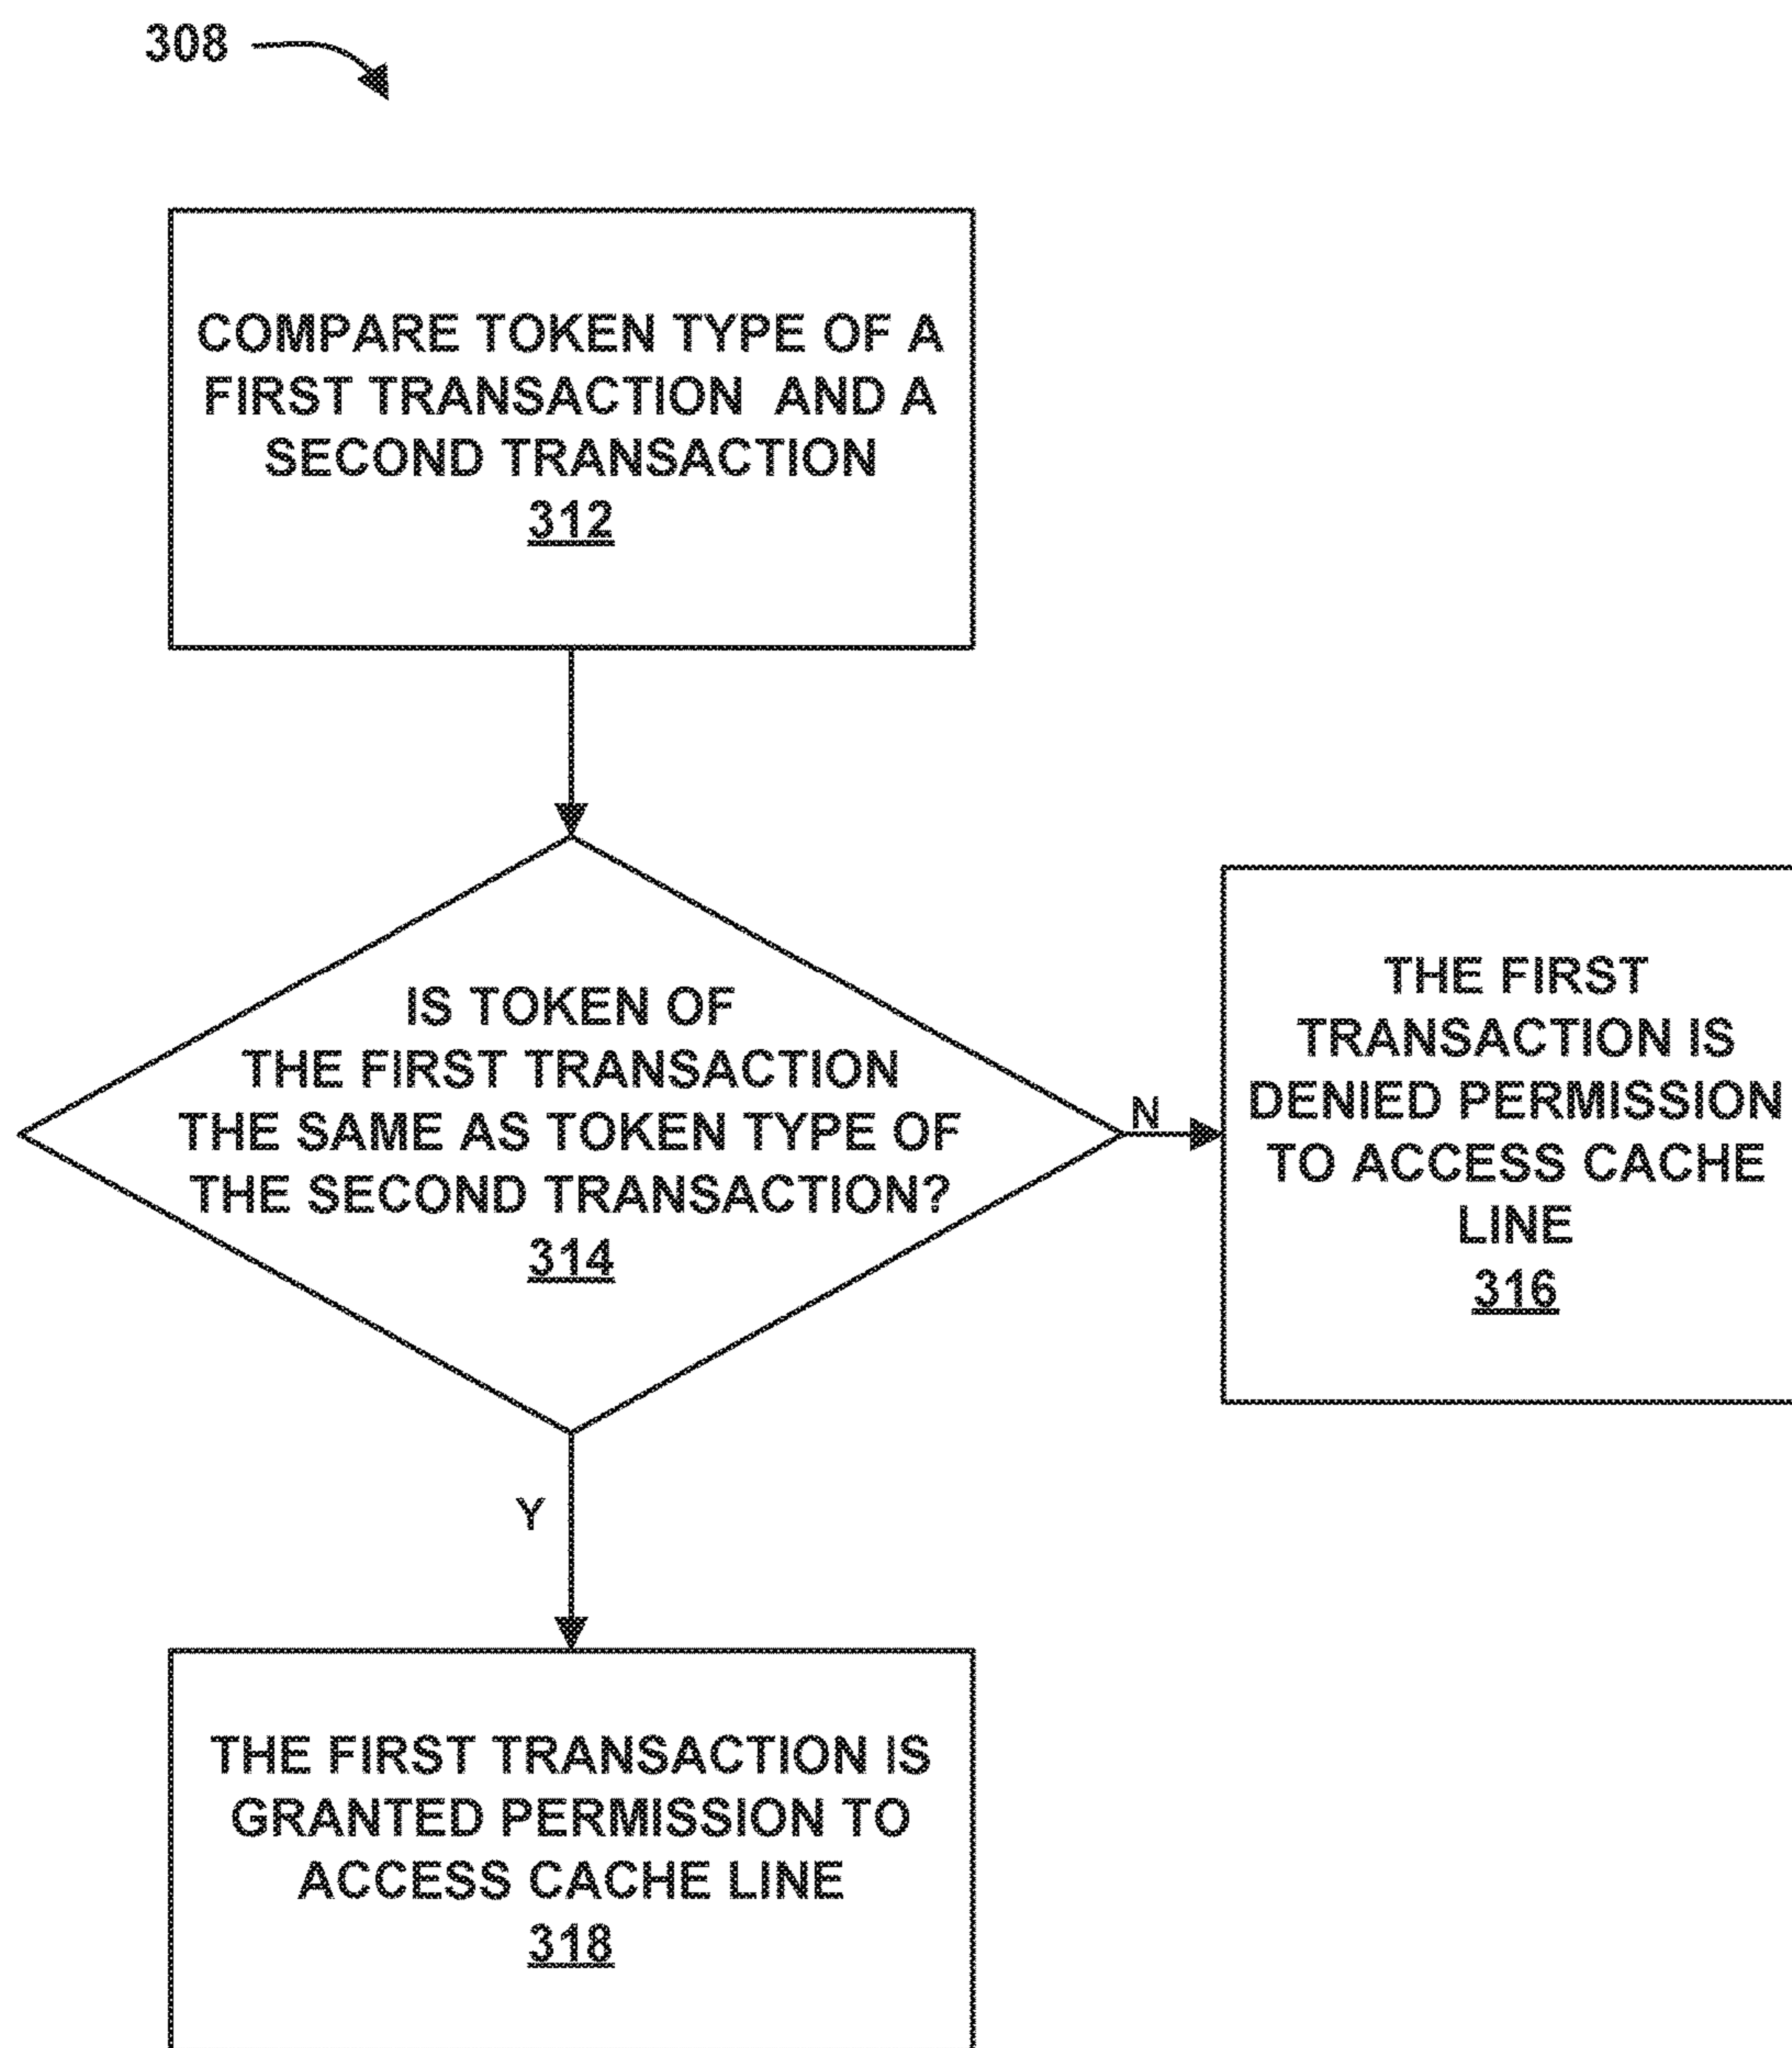 308
COMPARE TOKEN TYPE OF A
FIRST TRANSACTION AND A
SECOND TRANSACTION
312
IS TOKEN OF
THE FIRST TRANSACTION
THE SAME AS TOKEN TYPE OF
THE SECOND TRANSACTION?
314
N
THE FIRST
TRANSACTION IS
DENIED PERMISSION
TO ACCESS CACHE
LINE
316
Y
THE FIRST TRANSACTION IS
GRANTED PERMISSION TO
ACCESS CACHE LINE
318